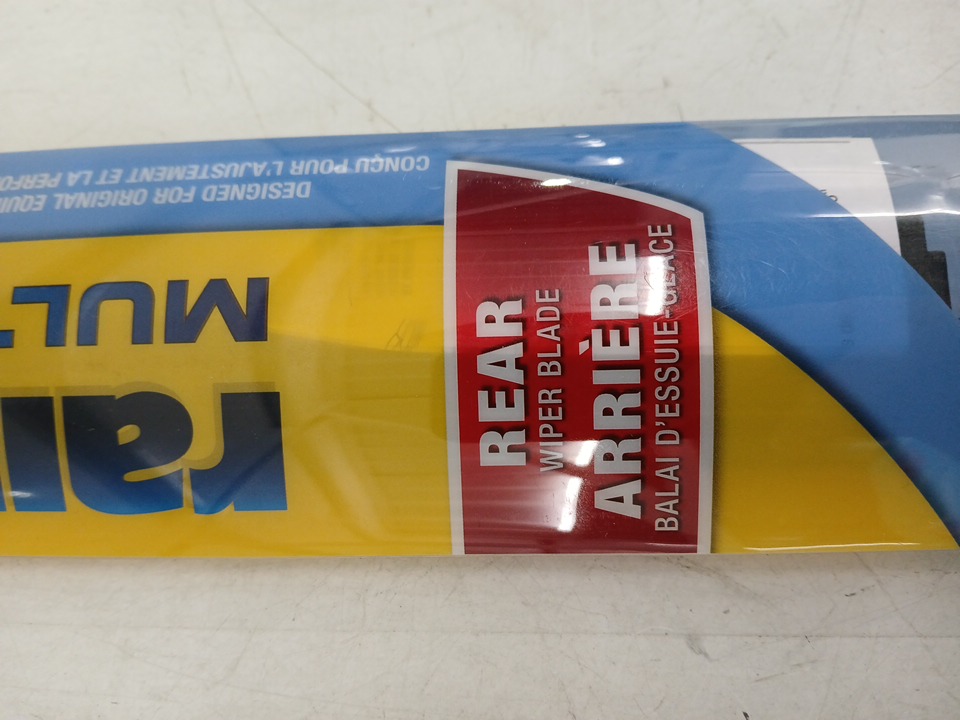 DESIGNED FOR ORIGINAL
CONÇU POUR L'AJUSTEMENT ET LA
REAR
WIPER BLADE
ARRIÈRE
BALAI D'ESSUIE-GLACE